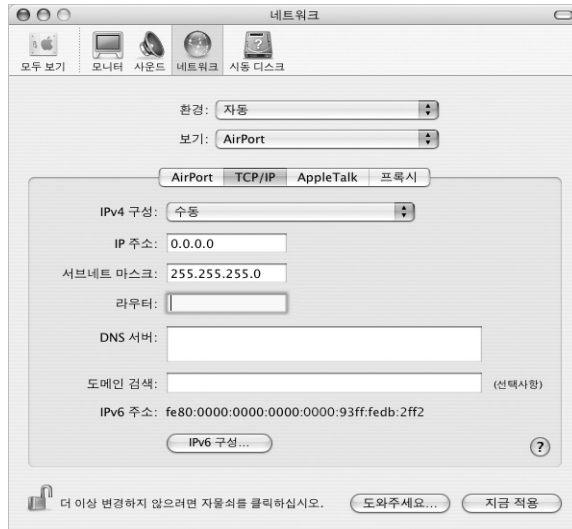 네트워크
모두 보기 모니터 사운드 네트워크 시동 디스크
환경: 자동
보기: AirPort
AirPort TCP/IP AppleTalk 프록시
IPv4 구성: 수동
IP 주소: 0.0.0.0
서브네트 마스크: 255.255.255.0
라우터:
DNS 서버:
도메인 검색: (선택사항)
IPv6 주소: fe80:0000:0000:0000:0000:93ff:fedb:2ff2
IPv6 구성...
?
더 이상 변경하지 않으려면 자물쇠를 클릭하십시오. 도와주세요... 지금 적용